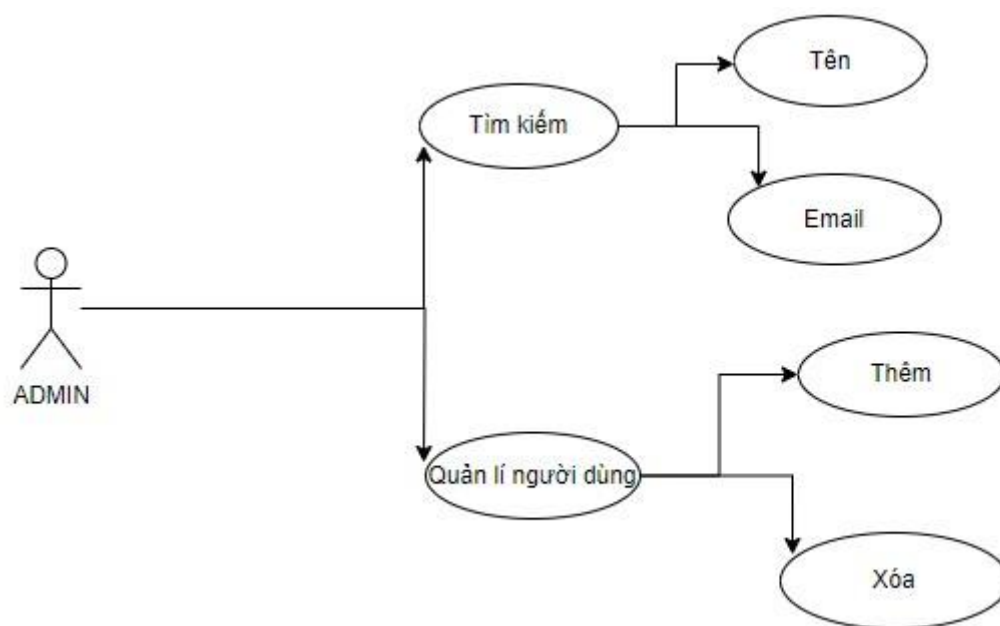 Tên
Tìm kiếm
Email
ADMIN
Thêm
Quản lí người dùng
Xóa